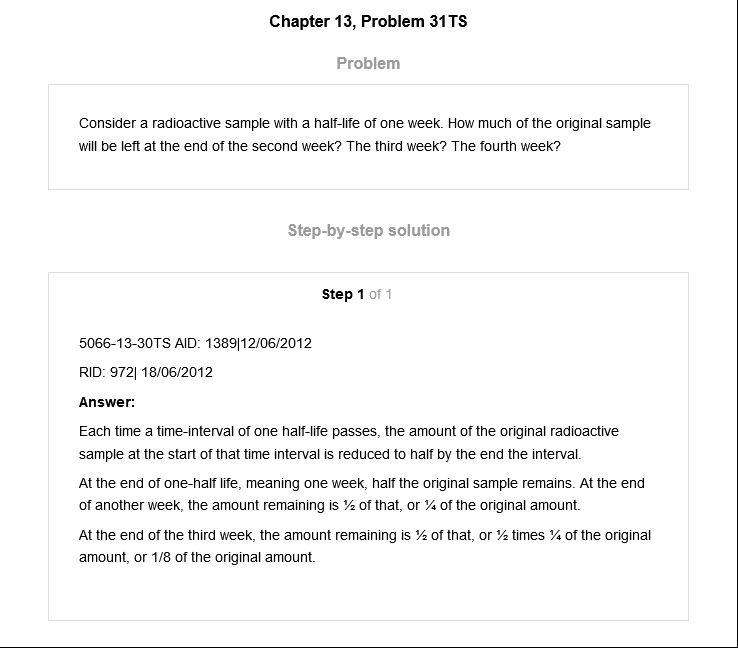 Chapter 13, Problem 31TS
Problem
Consider a radioactive sample with a half-life of one week. How much of the original sample
will be left at the end of the second week? The third week? The fourth week?
Step-by-step solution
Step 1 of 1
5066-13-30TS AID: 1389|12/06/2012
RID: 972| 18/06/2012
Answer:
Each time a time-interval of one half-life passes, the amount of the original radioactive
sample at the start of that time interval is reduced to half by the end the interval.
At the end of one-half life, meaning one week, half the original sample remains. At the end
of another week, the amount remaining is ½ of that, or ¼ of the original amount.
At the end of the third week, the amount remaining is ½ of that, or ½ times ¼ of the original
amount, or 1/8 of the original amount.